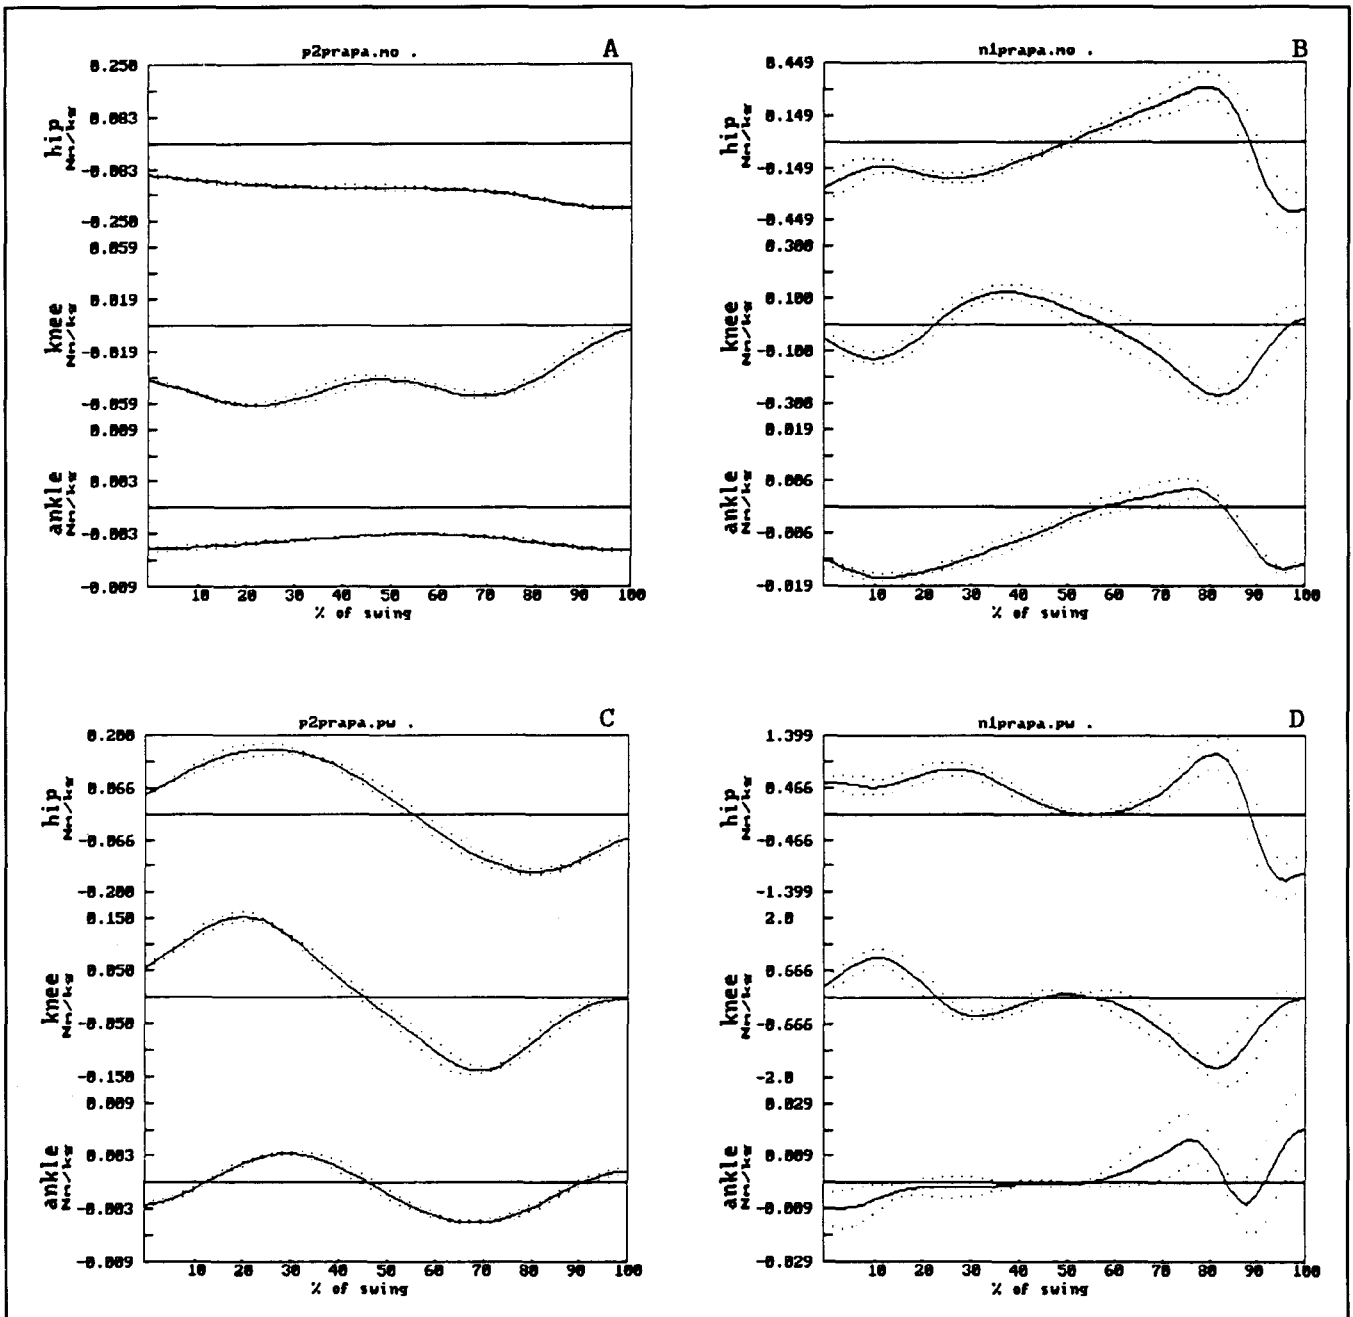 p2prapa.mo . A
0.250
0.083
-0.083
-0.250
hip
Nm/kg
0.059
0.019
-0.019
-0.059
knee
Nm/kg
0.009
0.003
-0.003
-0.009
ankle
Nm/kg
10 20 30 40 50 60 70 80 90 100
% of swing
n1prapa.mo . B
0.449
0.149
-0.149
-0.449
hip
Nm/kg
0.300
0.100
-0.100
-0.300
knee
Nm/kg
0.019
0.006
-0.006
-0.019
ankle
Nm/kg
10 20 30 40 50 60 70 80 90 100
% of swing
p2prapa.pw . C
0.200
0.066
-0.066
-0.200
hip
Nm/kg
0.150
0.050
-0.050
-0.150
knee
Nm/kg
0.009
0.003
-0.003
-0.009
ankle
Nm/kg
10 20 30 40 50 60 70 80 90 100
% of swing
n1prapa.pw . D
1.399
0.466
-0.466
-1.399
hip
Nm/kg
2.0
0.666
-0.666
-2.0
knee
Nm/kg
0.029
0.009
-0.009
-0.029
ankle
Nm/kg
10 20 30 40 50 60 70 80 90 100
% of swing